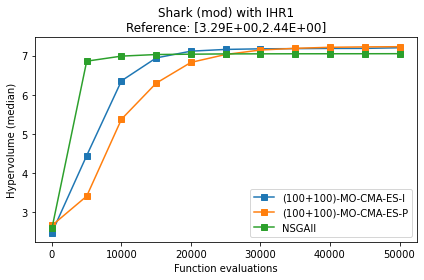 Shark (mod) with IHR1
Reference: [3.29E+00,2.44E+00]
Hypervolume (median)
7
6
5
4
3
(100+100)-MO-CMA-ES-I
(100+100)-MO-CMA-ES-P
NSGAII
0 10000 20000 30000 40000 50000
Function evaluations